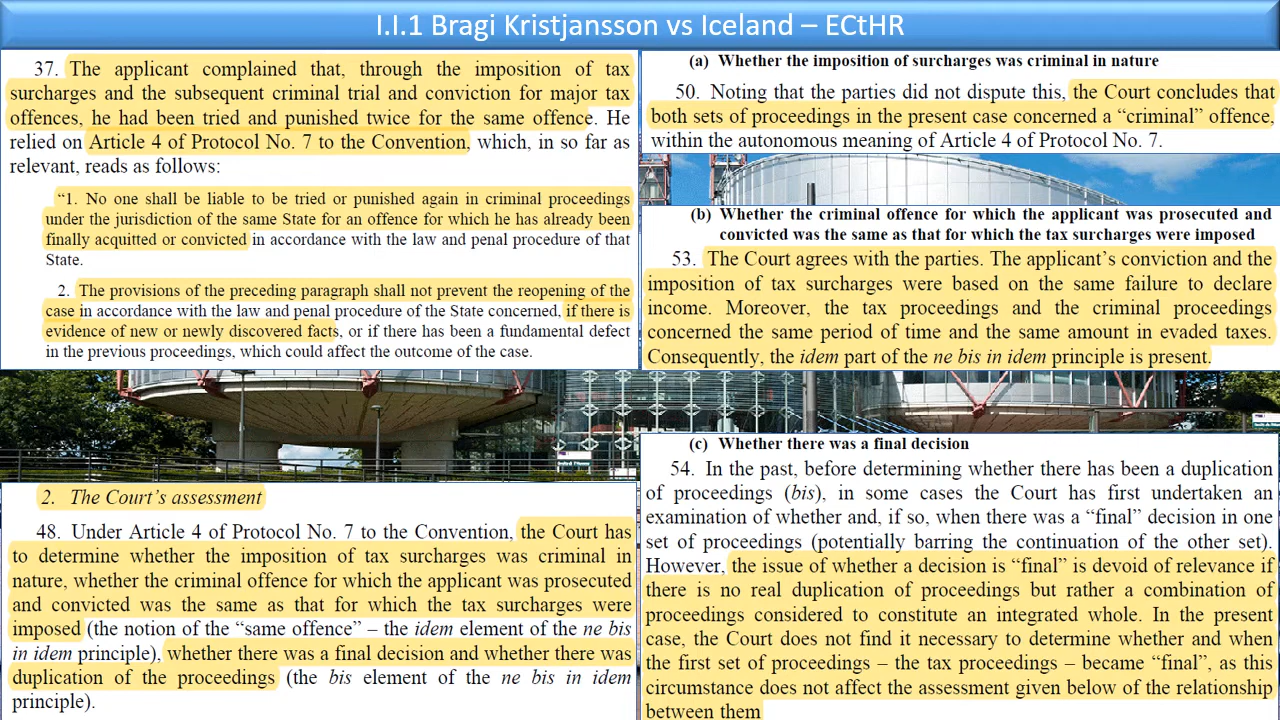 I.I.1 Bragi Kristjansson vs Iceland – ECtHR
37. The applicant complained that, through the imposition of tax
surcharges and the subsequent criminal trial and conviction for major tax
offences, he had been tried and punished twice for the same offence. He
relied on Article 4 of Protocol No. 7 to the Convention, which, in so far as
relevant, reads as follows:
“1. No one shall be liable to be tried or punished again in criminal proceedings
under the jurisdiction of the same State for an offence for which he has already been
finally acquitted or convicted in accordance with the law and penal procedure of that
State.
2. The provisions of the preceding paragraph shall not prevent the reopening of the
case in accordance with the law and penal procedure of the State concerned, if there is
evidence of new or newly discovered facts, or if there has been a fundamental defect
in the previous proceedings, which could affect the outcome of the case.
2. The Court’s assessment
48. Under Article 4 of Protocol No. 7 to the Convention, the Court has
to determine whether the imposition of tax surcharges was criminal in
nature, whether the criminal offence for which the applicant was prosecuted
and convicted was the same as that for which the tax surcharges were
imposed (the notion of the “same offence” – the idem element of the ne bis
in idem principle), whether there was a final decision and whether there was
duplication of the proceedings (the bis element of the ne bis in idem
principle).
(a) Whether the imposition of surcharges was criminal in nature
50. Noting that the parties did not dispute this, the Court concludes that
both sets of proceedings in the present case concerned a “criminal” offence,
within the autonomous meaning of Article 4 of Protocol No. 7.
(b) Whether the criminal offence for which the applicant was prosecuted and
convicted was the same as that for which the tax surcharges were imposed
53. The Court agrees with the parties. The applicant’s conviction and the
imposition of tax surcharges were based on the same failure to declare
income. Moreover, the tax proceedings and the criminal proceedings
concerned the same period of time and the same amount in evaded taxes.
Consequently, the idem part of the ne bis in idem principle is present.
(c) Whether there was a final decision
54. In the past, before determining whether there has been a duplication
of proceedings (bis), in some cases the Court has first undertaken an
examination of whether and, if so, when there was a “final” decision in one
set of proceedings (potentially barring the continuation of the other set).
However, the issue of whether a decision is “final” is devoid of relevance if
there is no real duplication of proceedings but rather a combination of
proceedings considered to constitute an integrated whole. In the present
case, the Court does not find it necessary to determine whether and when
the first set of proceedings – the tax proceedings – became “final”, as this
circumstance does not affect the assessment given below of the relationship
between them